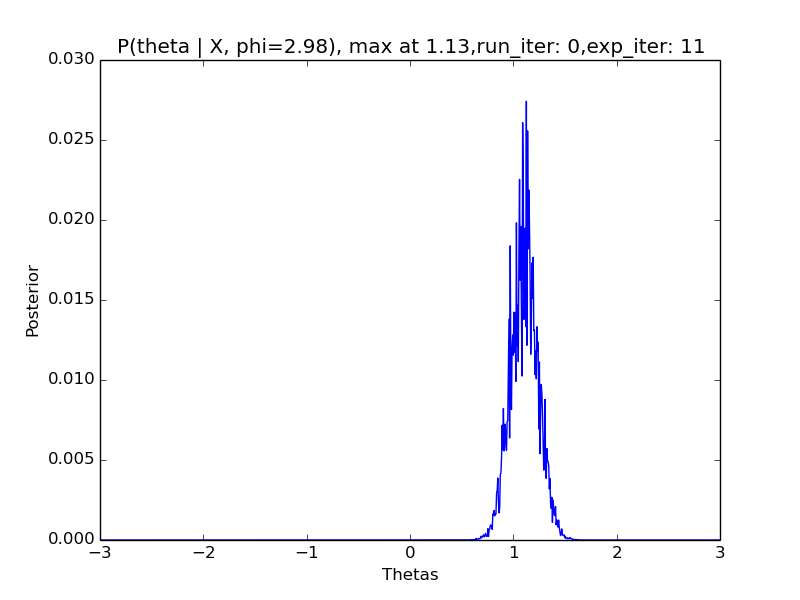 P(theta | X, phi=2.98), max at 1.13,run_iter: 0,exp_iter: 11
0.030
0.025
0.020
0.015
0.010
0.005
0.000
Posterior
−3 −2 −1 0 1 2 3
Thetas